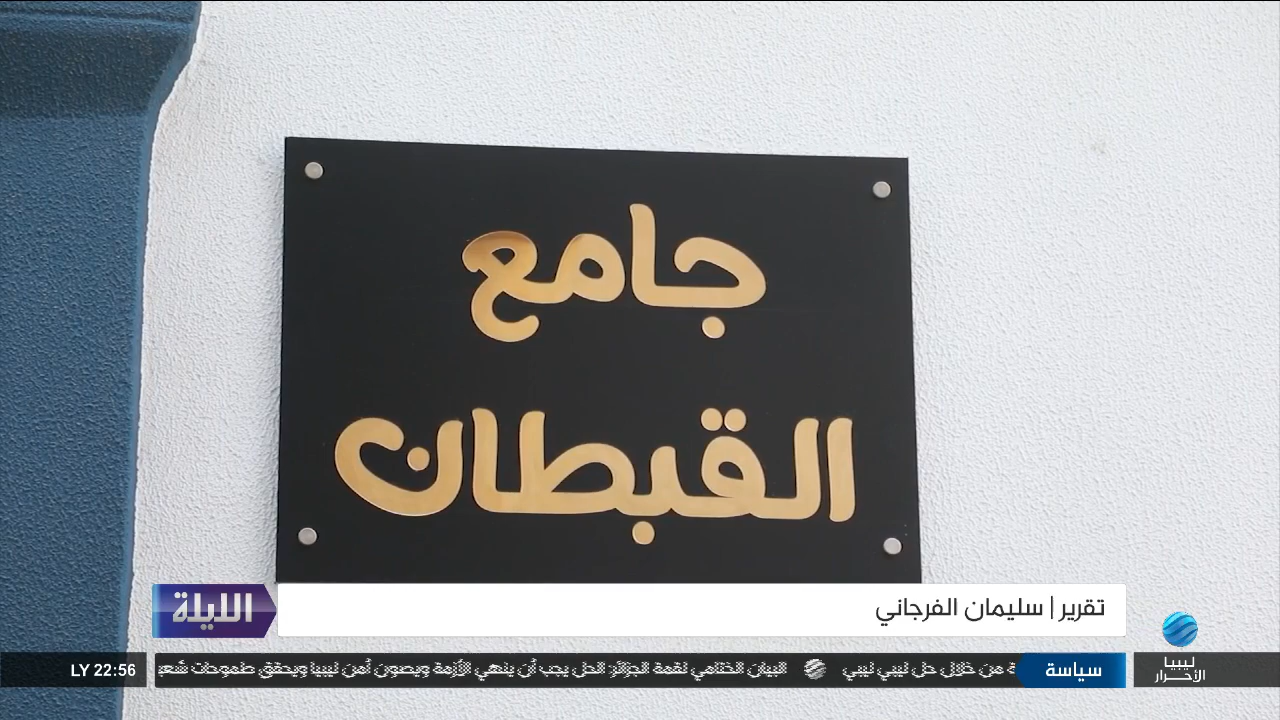 جامع
القبطان
الليلة
تقرير | سليمان الفرجاني
ليبيا
الأحرار
سياسة
ة من خلال حل ليبي ليبي
البيان الختامي لقمة الجزائر: الحل يجب أن ينهي الأزمة ويصون أمن ليبيا ويحقق طموحات شعب
LY 22:56